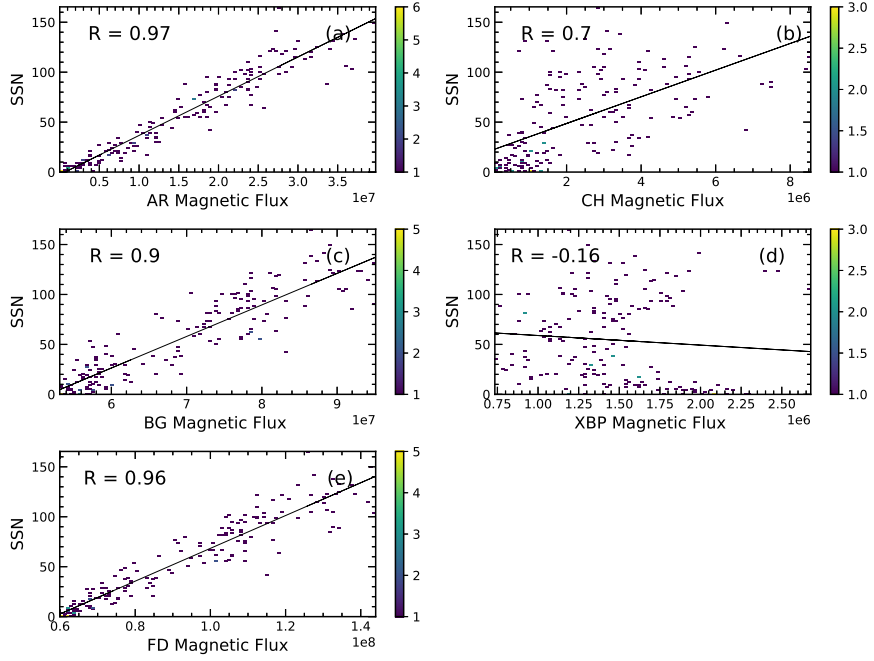 R = 0.97
(a)
SSN
0
50
100
150
0.5 1.0 1.5 2.0 2.5 3.0 3.5
1e7
AR Magnetic Flux
1
2
3
4
5
6
R = 0.7
(b)
SSN
0
50
100
150
2 4 6 8
1e6
CH Magnetic Flux
1.0
1.5
2.0
2.5
3.0
R = 0.9
(c)
SSN
0
50
100
150
6 7 8 9
1e7
BG Magnetic Flux
1
2
3
4
5
R = -0.16
(d)
SSN
0
50
100
150
0.75 1.00 1.25 1.50 1.75 2.00 2.25 2.50
1e6
XBP Magnetic Flux
1.0
1.5
2.0
2.5
3.0
R = 0.96
(e)
SSN
0
50
100
150
0.6 0.8 1.0 1.2 1.4
1e8
FD Magnetic Flux
1
2
3
4
5